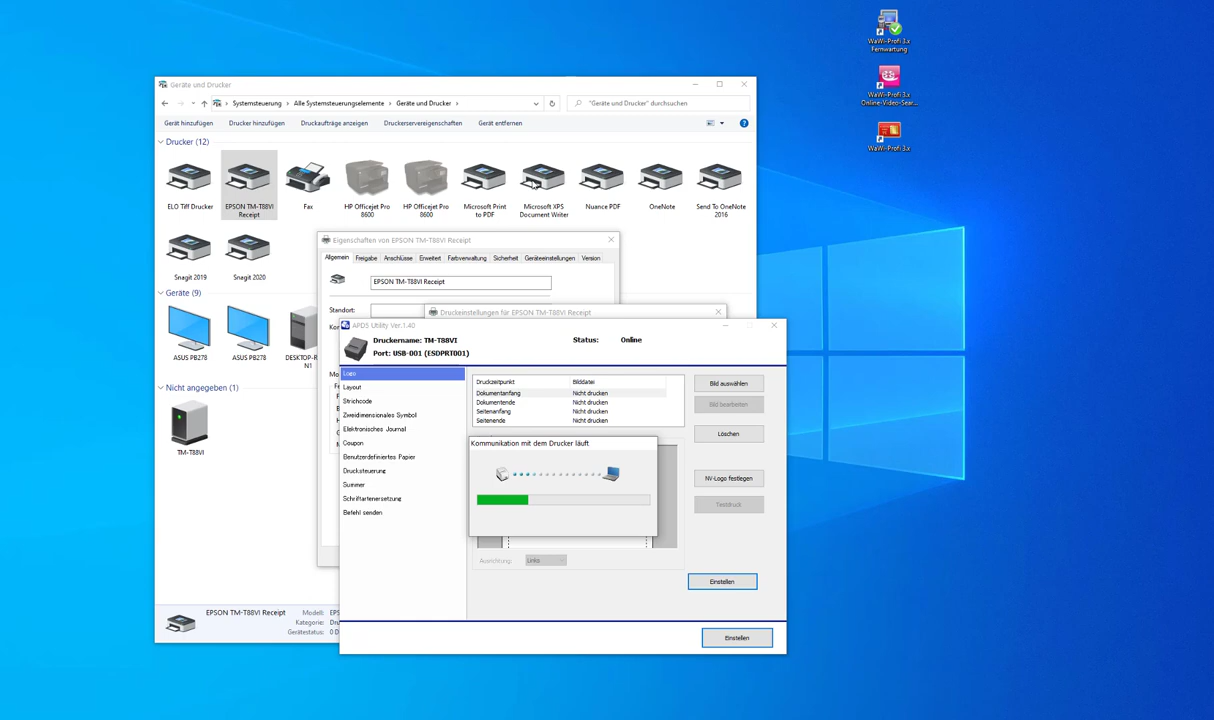 WaWi-Profi 3.x
Fernwartung
WaWi-Profi 3.x
Online-Video-Sear...
WaWi-Profi 3.x
Geräte und Drucker
Systemsteuerung > Alle Systemsteuerungselemente > Geräte und Drucker >
"Geräte und Drucker" durchsuchen
Gerät hinzufügen Drucker hinzufügen Druckaufträge anzeigen Druckerservereigenschaften Gerät entfernen
Drucker (12)
ELO Tiff Drucker
EPSON TM-T88VI
Receipt
Fax
HP Officejet Pro
8600
HP Officejet Pro
8600
Microsoft Print
to PDF
Microsoft XPS
Document Writer
Nuance PDF
OneNote
Send To OneNote
2016
Snagit 2019
Snagit 2020
Geräte (9)
ASUS PB278
ASUS PB278
DESKTOP-R
N1
Nicht angegeben (1)
TM-T88VI
EPSON TM-T88VI Receipt
Modell: EPS
Kategorie: Dru
Gerätestatus: 0 D
Eigenschaften von EPSON TM-T88VI Receipt
Allgemein Freigabe Anschlüsse Erweitert Farbverwaltung Sicherheit Geräteeinstellungen Version
EPSON TM-T88VI Receipt
Standort:
Druckeinstellungen für EPSON TM-T88VI Receipt
APD5 Utility Ver.1.40
Druckername: TM-T88VI
Port: USB-001 (ESDPRT001)
Status: Online
Logo
Layout
Strichcode
Zweidimensionales Symbol
Elektronisches Journal
Coupon
Benutzerdefiniertes Papier
Drucksteuerung
Summer
Schriftartenersetzung
Befehl senden
Druckzeitpunkt Bilddatei
Dokumentanfang Nicht drucken
Dokumentende Nicht drucken
Seitenanfang Nicht drucken
Seitenende Nicht drucken
Bild auswählen
Bild bearbeiten
Löschen
NV-Logo festlegen
Testdruck
Kommunikation mit dem Drucker läuft
Ausrichtung: Links
Einstellen
Einstellen